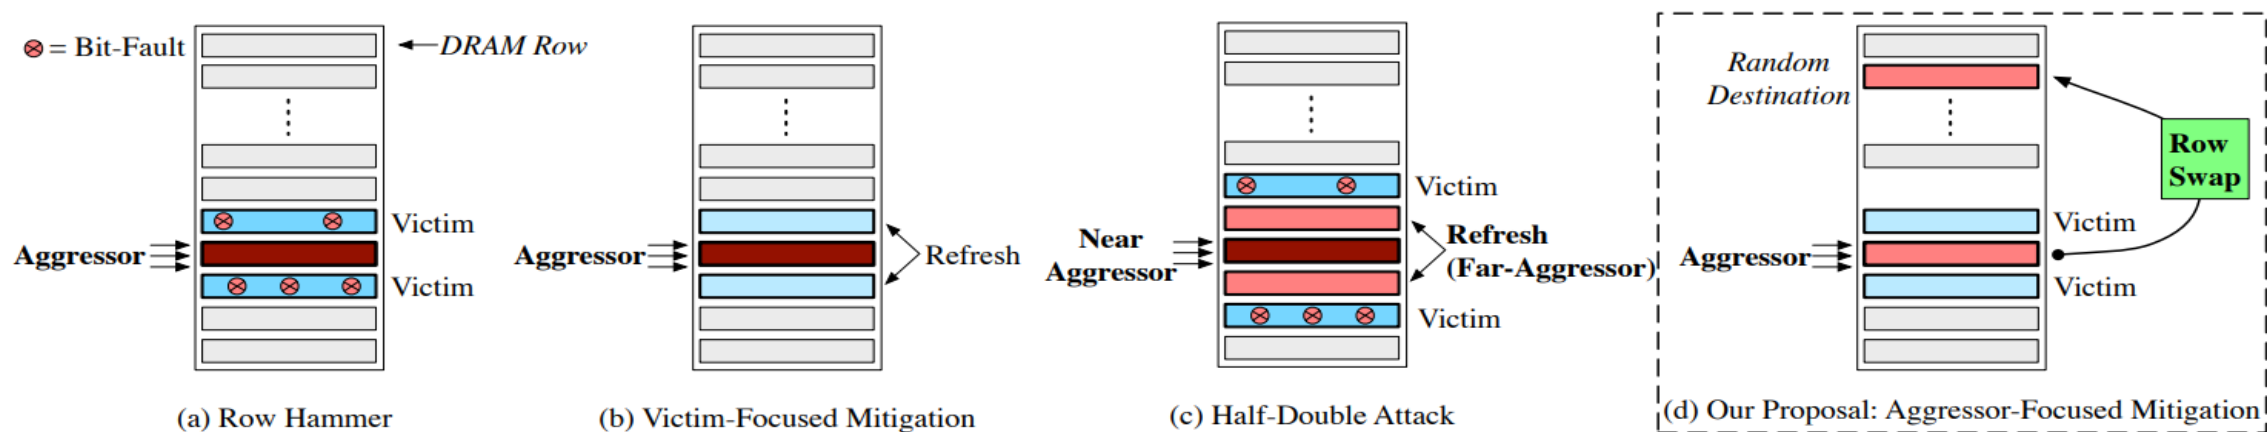 = Bit-Fault
DRAM Row
Victim
Aggressor
Victim
(a) Row Hammer
Aggressor
Refresh
(b) Victim-Focused Mitigation
Victim
Near
Aggressor
Refresh
(Far-Aggressor)
Victim
(c) Half-Double Attack
Random
Destination
Row
Swap
Victim
Aggressor
Victim
(d) Our Proposal: Aggressor-Focused Mitigation